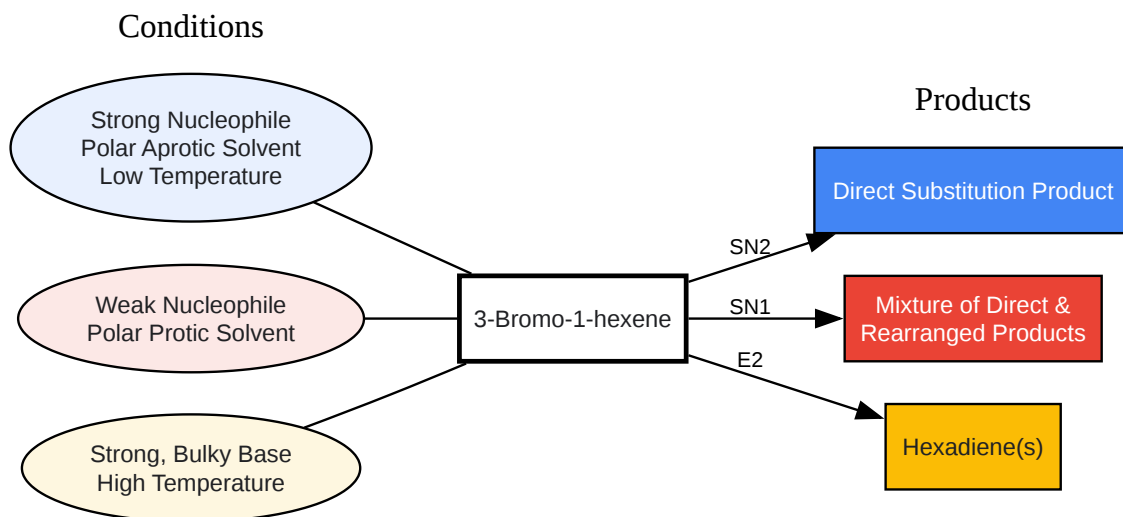 Conditions
Strong Nucleophile
Polar Aprotic Solvent
Low Temperature
Weak Nucleophile
Polar Protic Solvent
Strong, Bulky Base
High Temperature
3-Bromo-1-hexene
SN2
SN1
E2
Products
Direct Substitution Product
Mixture of Direct &
Rearranged Products
Hexadiene(s)